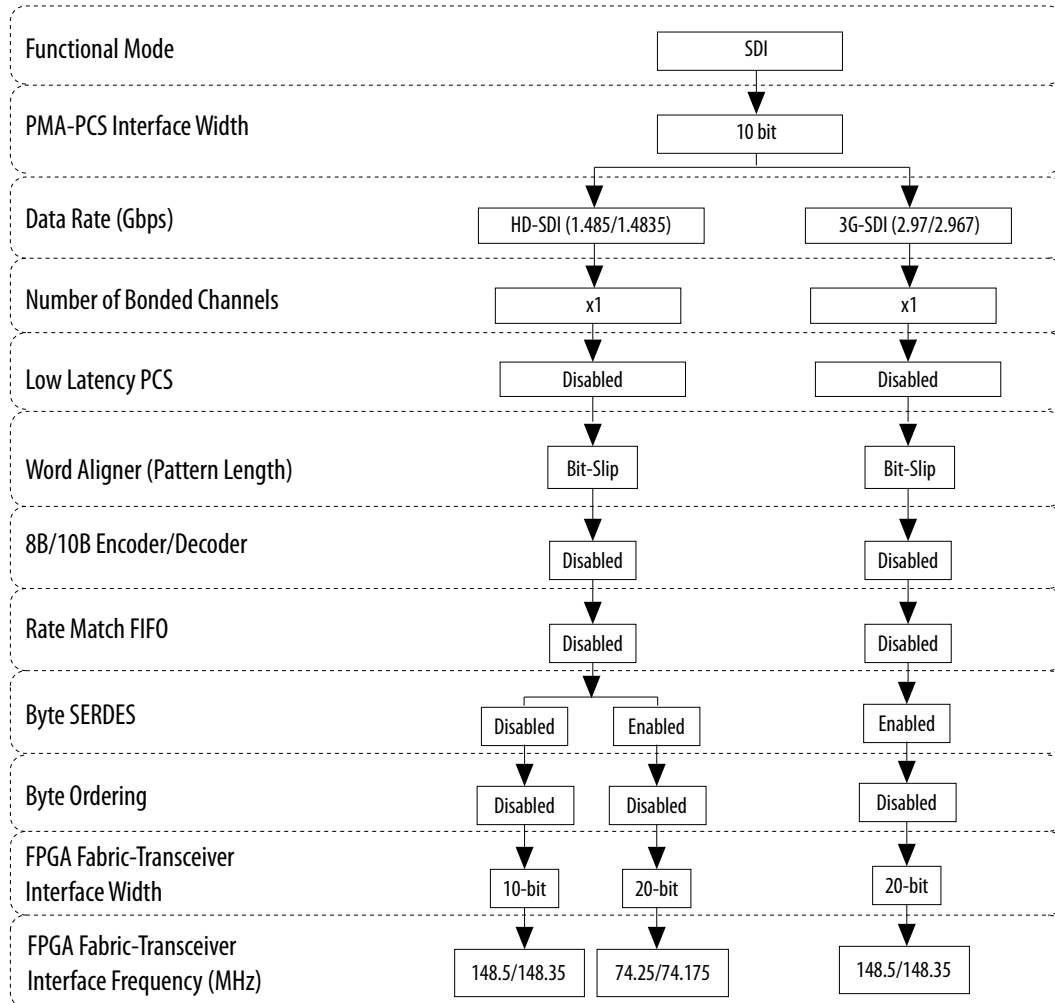 Functional Mode
SDI
PMA-PCS Interface Width
10 bit
Data Rate (Gbps)
HD-SDI (1.485/1.4835)
3G-SDI (2.97/2.967)
Number of Bonded Channels
x1
x1
Low Latency PCS
Disabled
Disabled
Word Aligner (Pattern Length)
Bit-Slip
Bit-Slip
8B/10B Encoder/Decoder
Disabled
Disabled
Rate Match FIFO
Disabled
Disabled
Byte SERDES
Disabled
Enabled
Enabled
Byte Ordering
Disabled
Disabled
Disabled
FPGA Fabric-Transceiver
Interface Width
10-bit
20-bit
20-bit
FPGA Fabric-Transceiver
Interface Frequency (MHz)
148.5/148.35
74.25/74.175
148.5/148.35